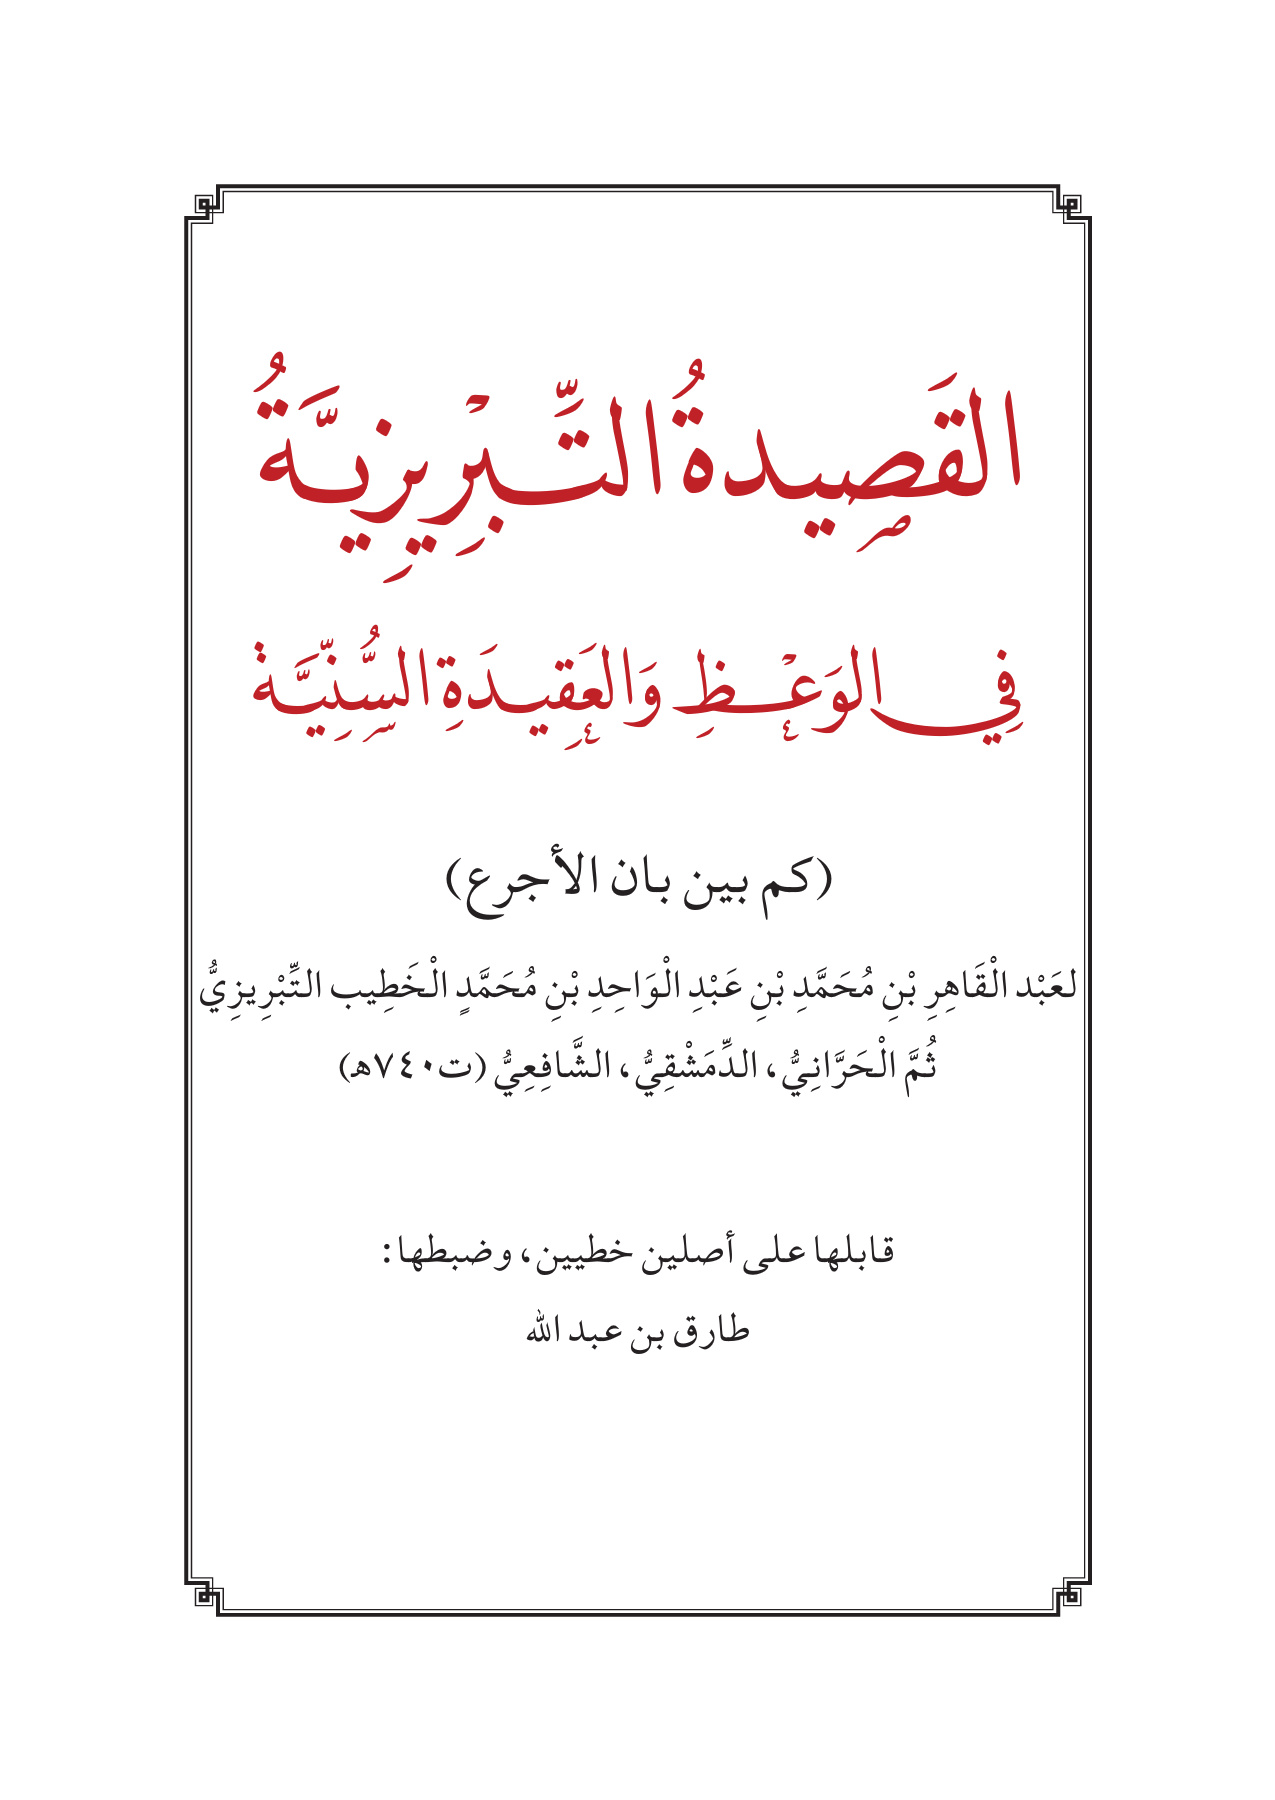 القَصِيدةُ التِّبْرِيزِيَّةُ
فِي الوَعْظِ وَالعَقِيدَةِ السُّنِّيَّة
(كم بين بان الأجرع)
لعَبْد الْقَاهِرِ بْنِ مُحَمَّدِ بْنِ عَبْدِ الْوَاحِدِ بْنِ مُحَمَّدٍ الْخَطِيب التِّبْرِيزِيُّ
ثُمَّ الْحَرَّانِيُّ، الدِّمَشْقِيُّ، الشَّافِعِيُّ (ت٧٤٠هـ)
قابلها على أصلين خطيين، وضبطها:
طارق بن عبد الله